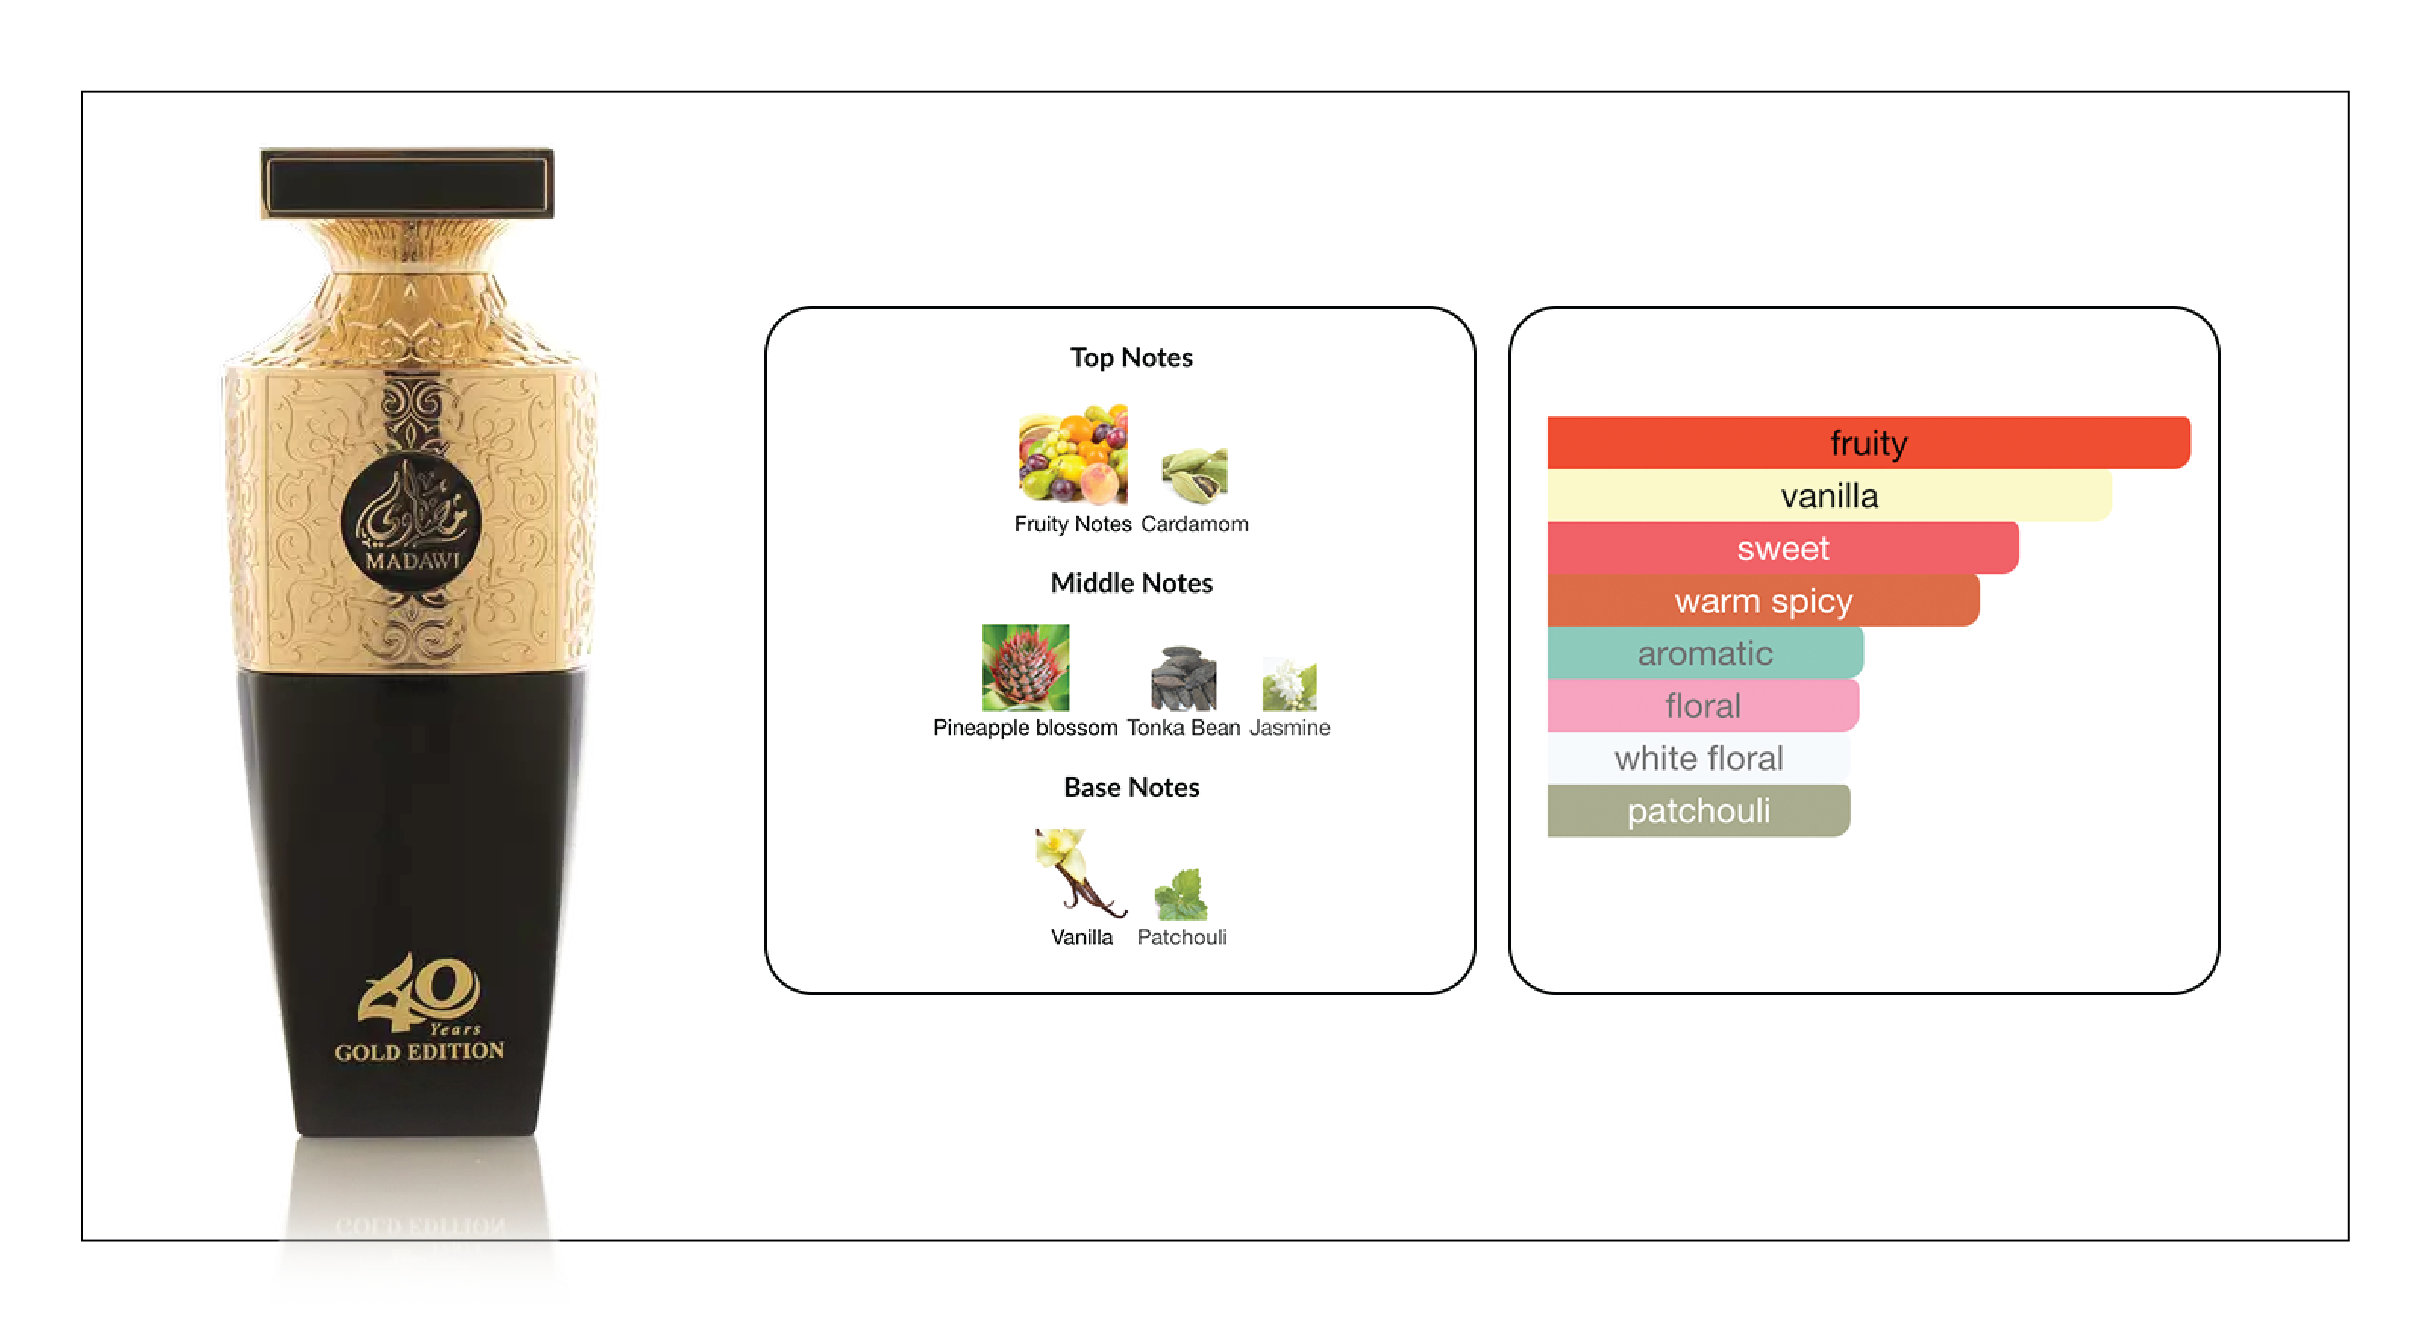 مضاوي
MADAWI
40
Years
GOLD EDITION
Top Notes
Fruity Notes Cardamom
Middle Notes
Pineapple blossom Tonka Bean Jasmine
Base Notes
Vanilla Patchouli
fruity
vanilla
sweet
warm spicy
aromatic
floral
white floral
patchouli